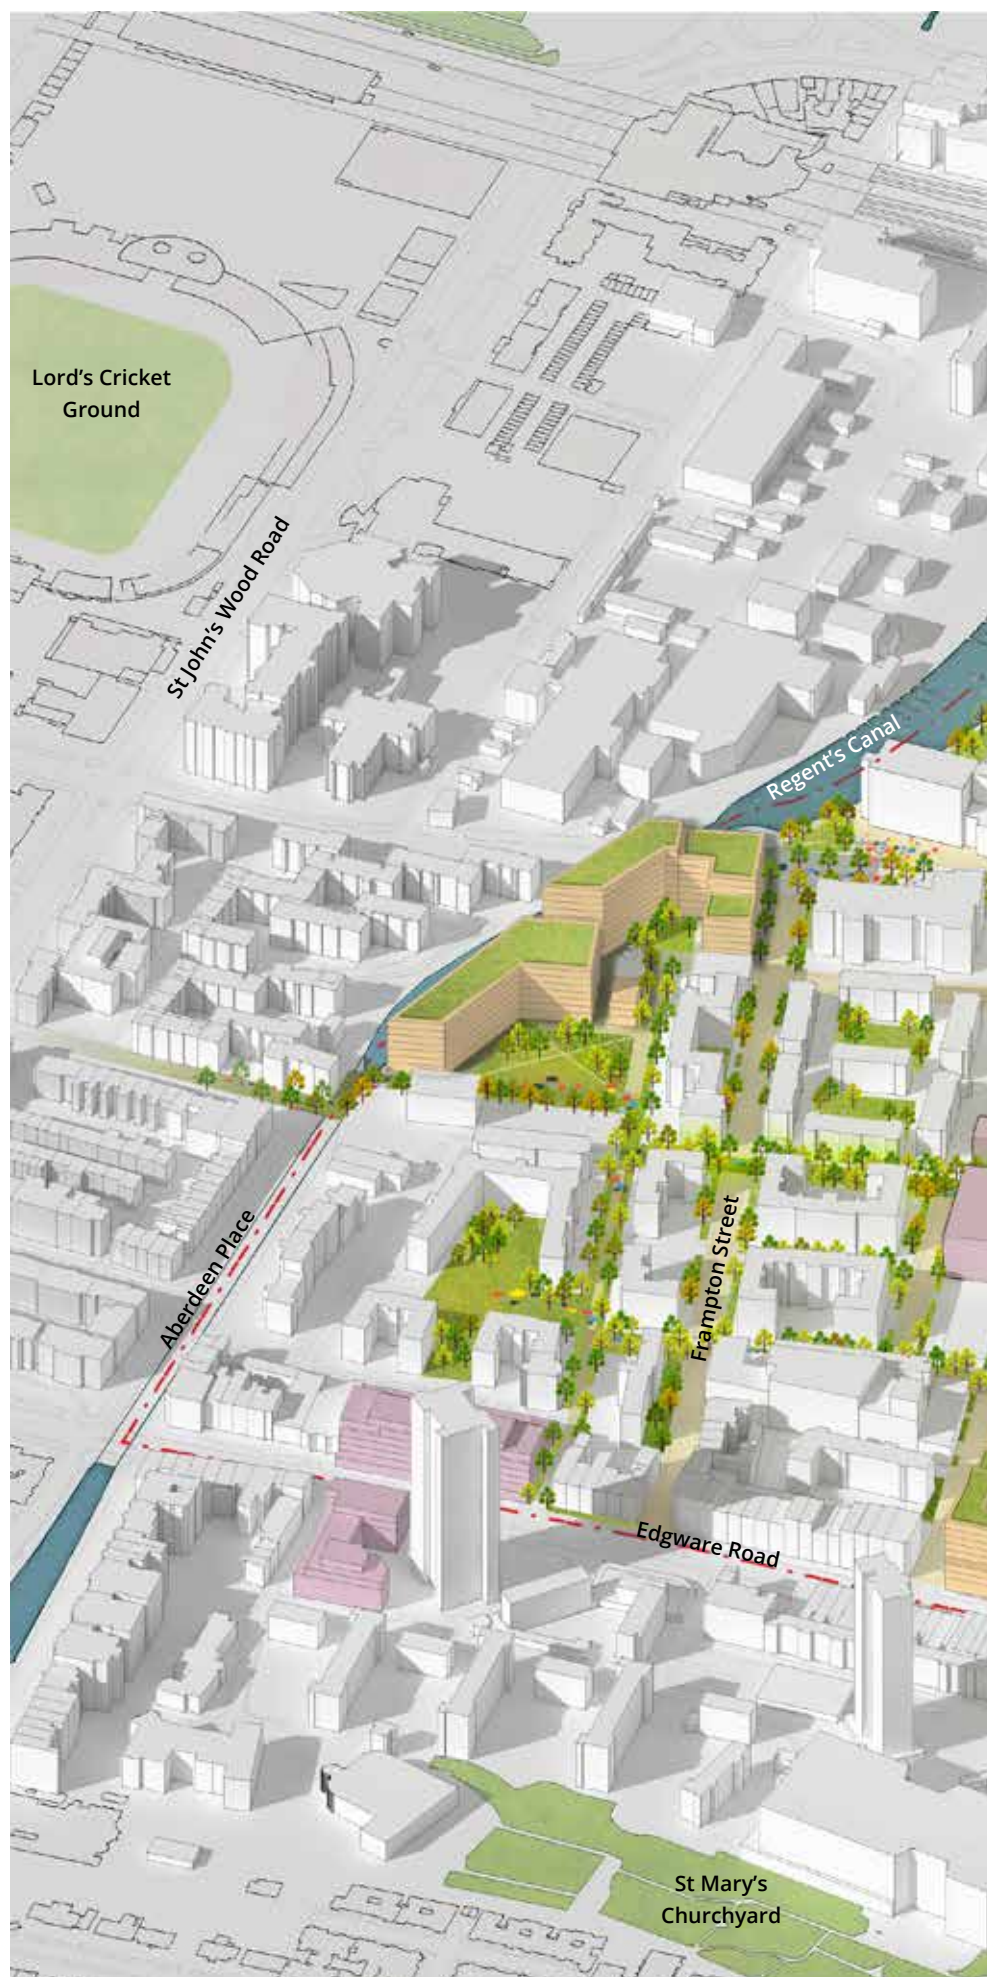 Lord's Cricket
Ground
St John's Wood Road
Regent's Canal
Aberdeen Place
Frampton Street
Edgware Road
St Mary's
Churchyard